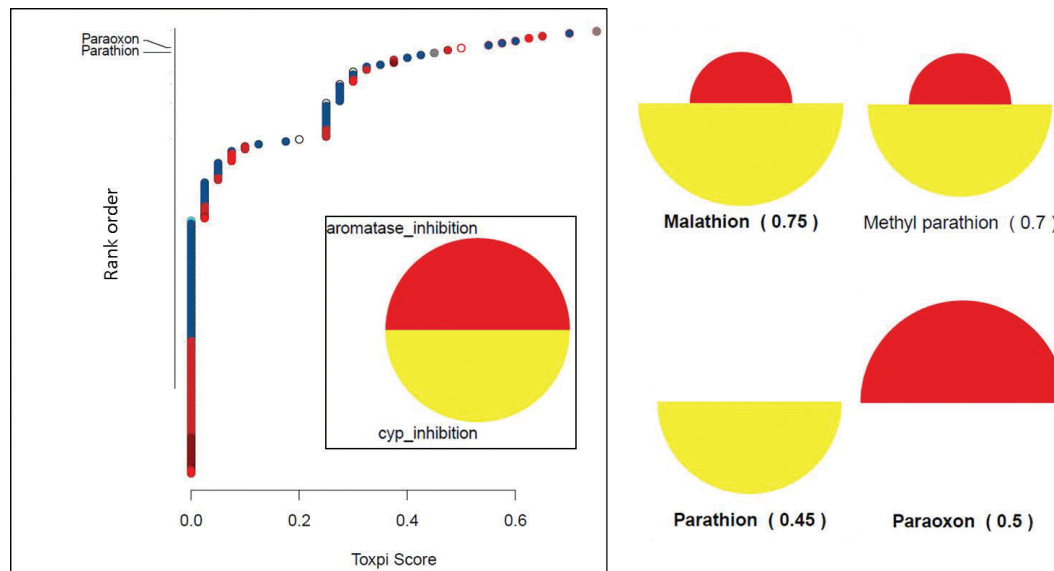 Paraoxon
Parathion
Rank order
aromatase_inhibition
cyp_inhibition
0.0 0.2 0.4 0.6
Toxpi Score
Malathion ( 0.75)
Methyl parathion ( 0.7)
Parathion ( 0.45)
Paraoxon ( 0.5)